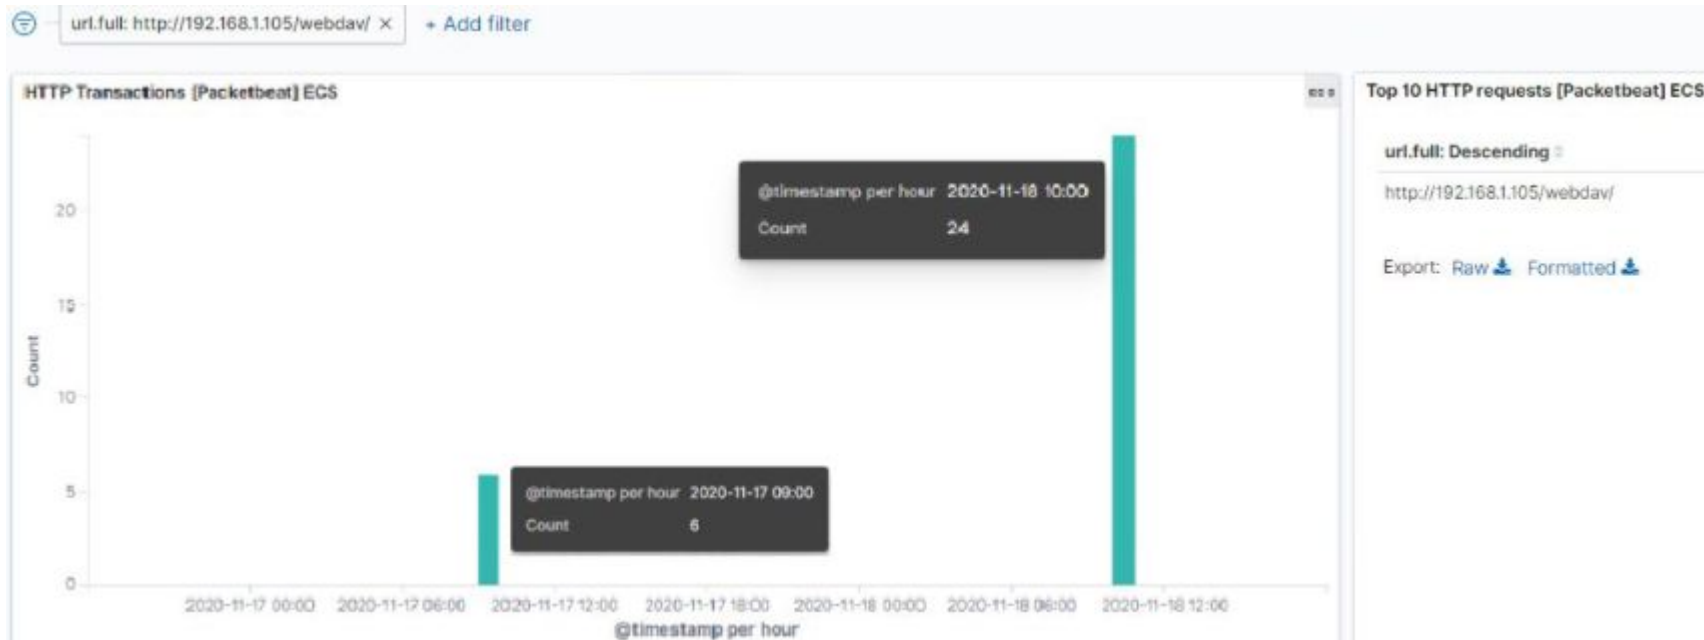 url.full: http://192.168.1.105/webdav/ × + Add filter
HTTP Transactions [Packetbeat] ECS
Top 10 HTTP requests [Packetbeat] ECS
url.full: Descending
http://192.168.1.105/webdav/
Export: Raw Formatted
@timestamp per hour 2020-11-18 10:00
Count 24
@timestamp per hour 2020-11-17 09:00
Count 6
Count
20
15
10
5
0
2020-11-17 00:00 2020-11-17 06:00 2020-11-17 12:00 2020-11-17 18:00 2020-11-18 00:00 2020-11-18 06:00 2020-11-18 12:00
@timestamp per hour